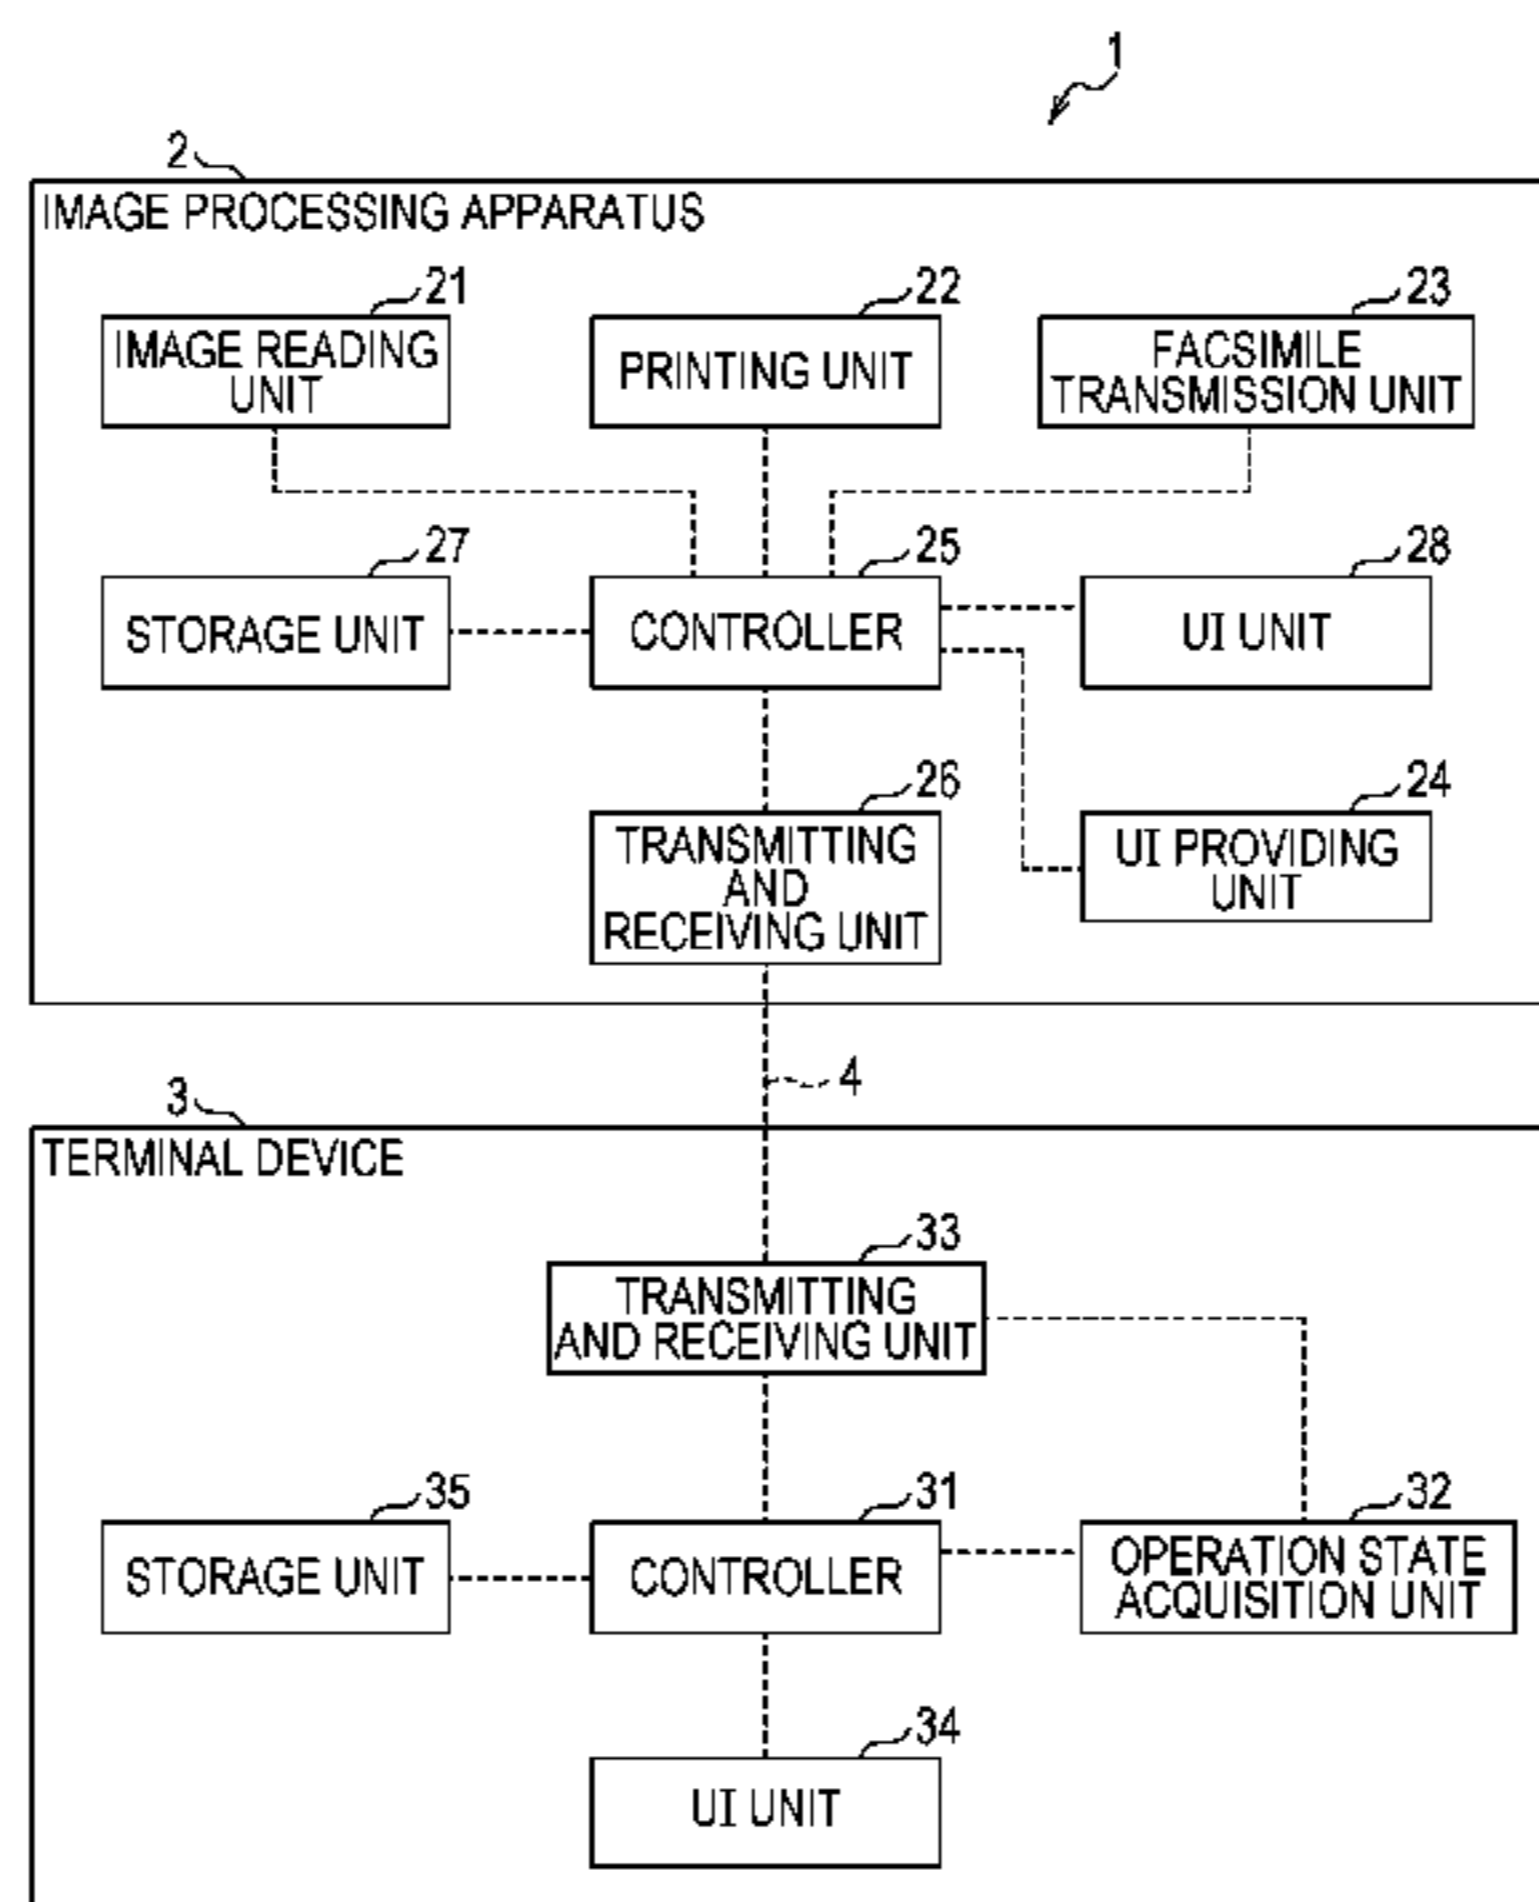 1
2
IMAGE PROCESSING APPARATUS
21
22
23
IMAGE READING
UNIT
PRINTING UNIT
FACSIMILE
TRANSMISSION UNIT
27
25
28
STORAGE UNIT
CONTROLLER
UI UNIT
26
24
TRANSMITTING
AND
RECEIVING UNIT
UI PROVIDING
UNIT
4
3
TERMINAL DEVICE
33
TRANSMITTING
AND RECEIVING UNIT
35
31
32
STORAGE UNIT
CONTROLLER
OPERATION STATE
ACQUISITION UNIT
34
UI UNIT